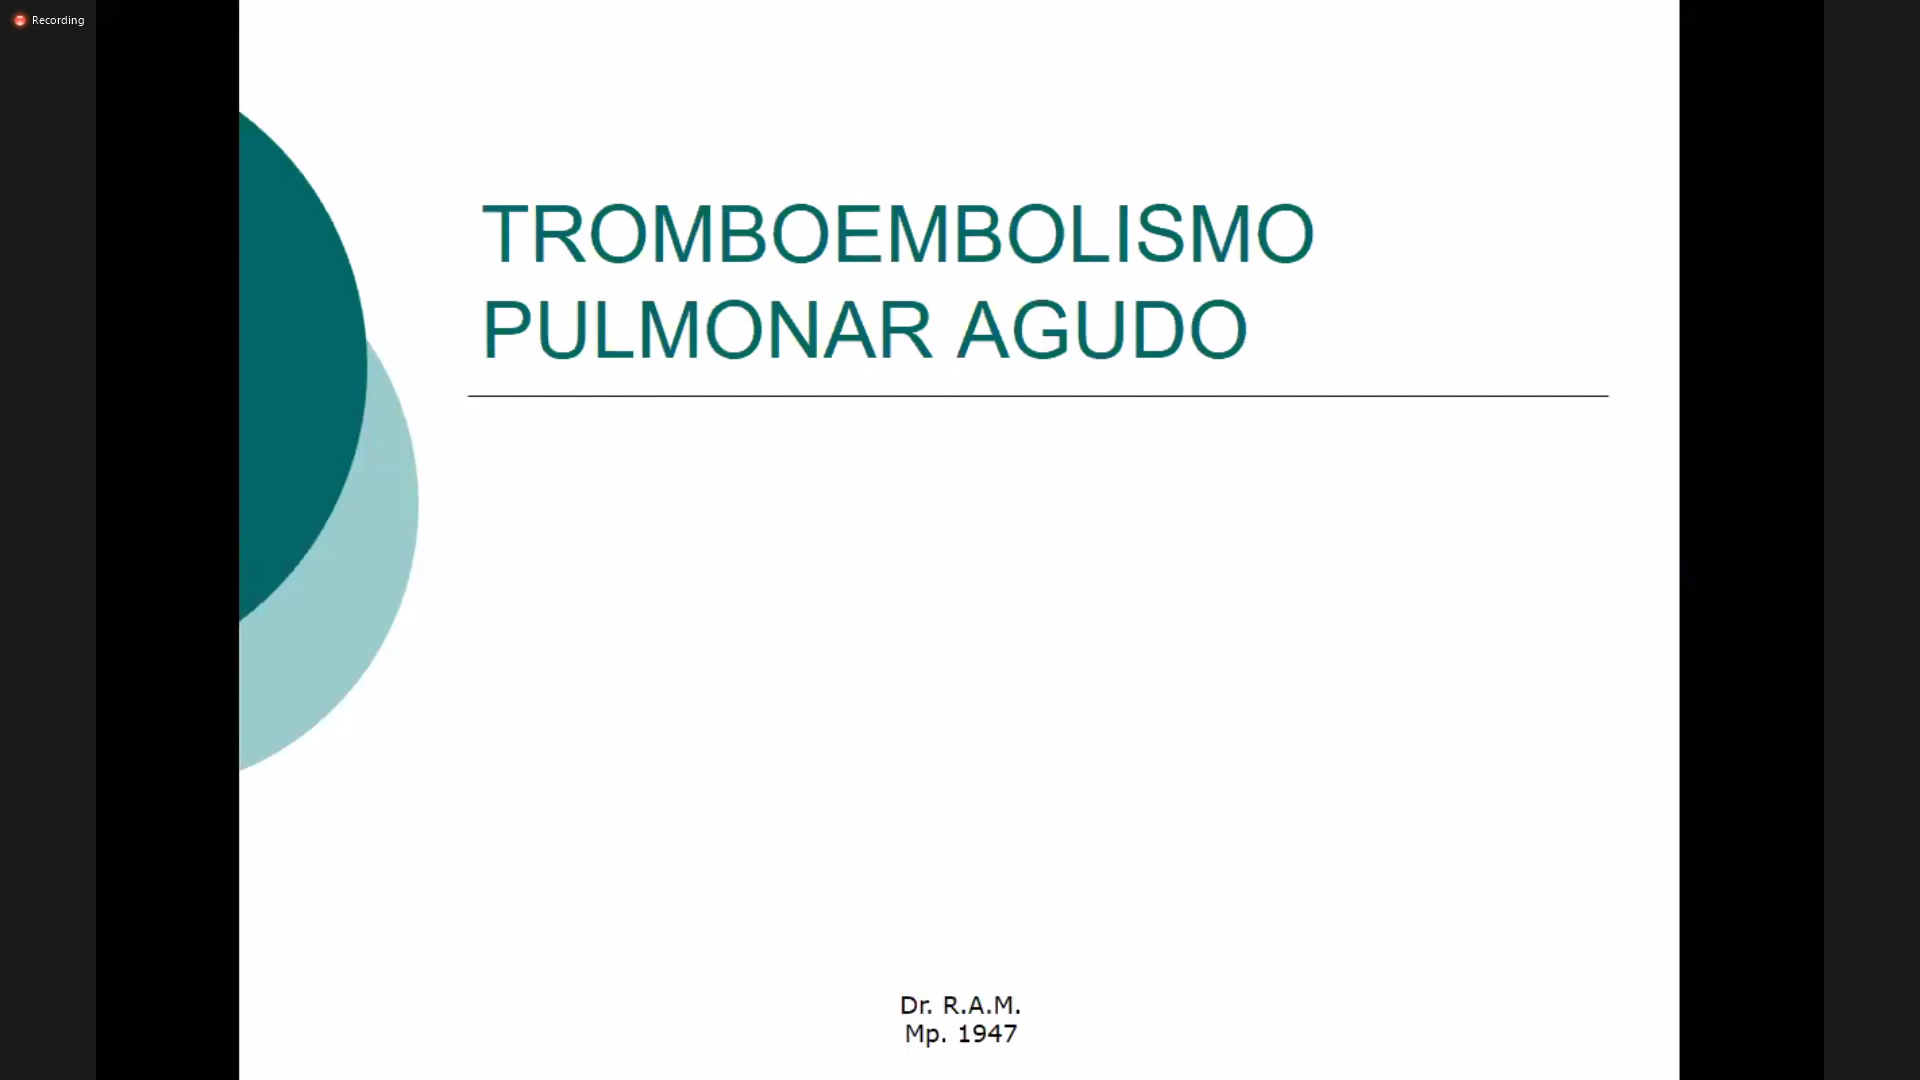 Recording
TROMBOEMBOLISMO
PULMONAR AGUDO
Dr. R.A.M.
Mp. 1947